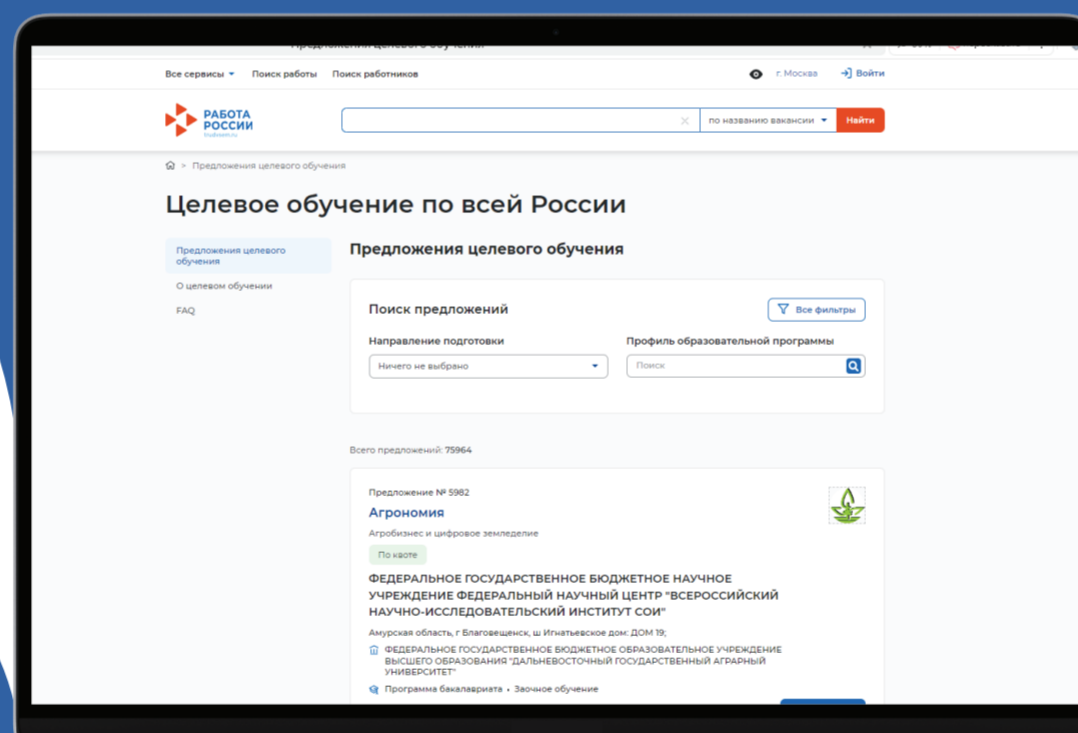 Все сервисы Поиск работы Поиск работников г. Москва Войти
РАБОТА
РОССИИ
trudvsem.ru
по названию вакансии Найти
> Предложения целевого обучения
Целевое обучение по всей России
Предложения целевого
обучения
О целевом обучении
FAQ
Предложения целевого обучения
Поиск предложений Все фильтры
Направление подготовки Профиль образовательной программы
Ничего не выбрано Поиск
Всего предложений: 75964
Предложение № 5982
Агрономия
Агробизнес и цифровое земледелие
По квоте
ФЕДЕРАЛЬНОЕ ГОСУДАРСТВЕННОЕ БЮДЖЕТНОЕ НАУЧНОЕ
УЧРЕЖДЕНИЕ ФЕДЕРАЛЬНЫЙ НАУЧНЫЙ ЦЕНТР "ВСЕРОССИЙСКИЙ
НАУЧНО-ИССЛЕДОВАТЕЛЬСКИЙ ИНСТИТУТ СОИ"
Амурская область, г Благовещенск, ш Игнатьевское дом: ДОМ 19;
ФЕДЕРАЛЬНОЕ ГОСУДАРСТВЕННОЕ БЮДЖЕТНОЕ ОБРАЗОВАТЕЛЬНОЕ УЧРЕЖДЕНИЕ
ВЫСШЕГО ОБРАЗОВАНИЯ "ДАЛЬНЕВОСТОЧНЫЙ ГОСУДАРСТВЕННЫЙ АГРАРНЫЙ
УНИВЕРСИТЕТ"
Программа бакалавриата • Заочное обучение